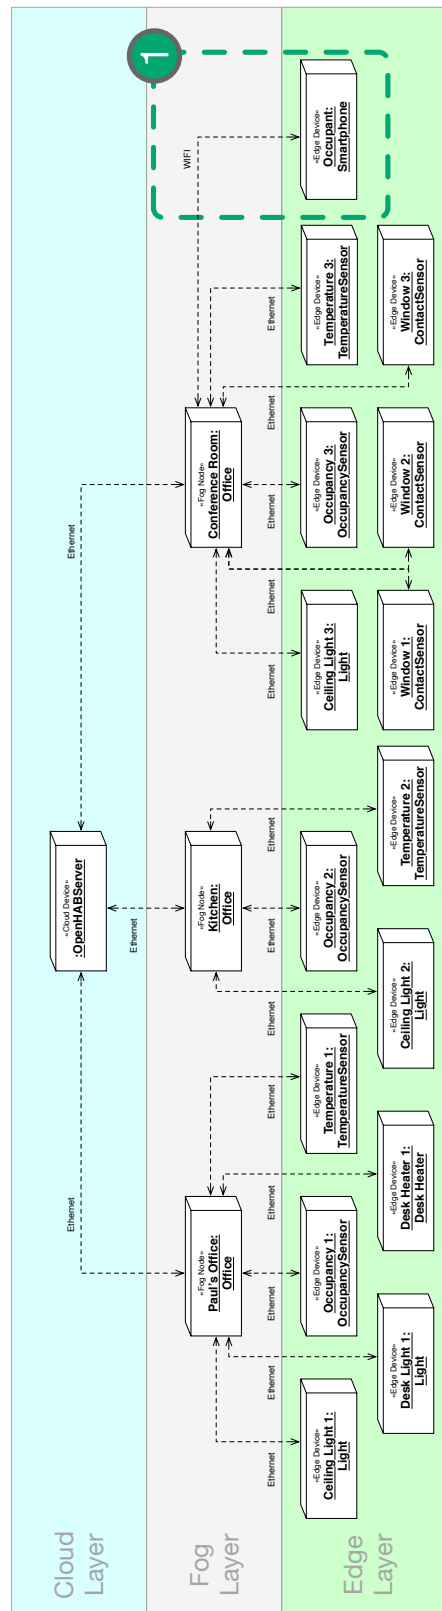 Cloud
Layer
«Cloud Device»
:OpenHABServer
Ethernet
Ethernet
Ethernet
Fog
Layer
«Fog Node»
Paul's Office:
Office
«Fog Node»
Kitchen:
Office
«Fog Node»
Conference Room:
Office
WIFI
1
Ethernet
Ethernet
Ethernet
Ethernet
Ethernet
Ethernet
Ethernet
Ethernet
Ethernet
Ethernet
Ethernet
Ethernet
Ethernet
Edge
Layer
«Edge Device»
Ceiling Light 1:
Light
«Edge Device»
Occupancy 1:
OccupancySensor
«Edge Device»
Temperature 1:
TemperatureSensor
«Edge Device»
Occupancy 2:
OccupancySensor
«Edge Device»
Ceiling Light 3:
Light
«Edge Device»
Occupancy 3:
OccupancySensor
«Edge Device»
Temperature 3:
TemperatureSensor
«Edge Device»
Occupant:
Smartphone
«Edge Device»
Desk Light 1:
Light
«Edge Device»
Desk Heater 1:
Desk Heater
«Edge Device»
Ceiling Light 2:
Light
«Edge Device»
Temperature 2:
TemperatureSensor
«Edge Device»
Window 1:
ContactSensor
«Edge Device»
Window 2:
ContactSensor
«Edge Device»
Window 3:
ContactSensor